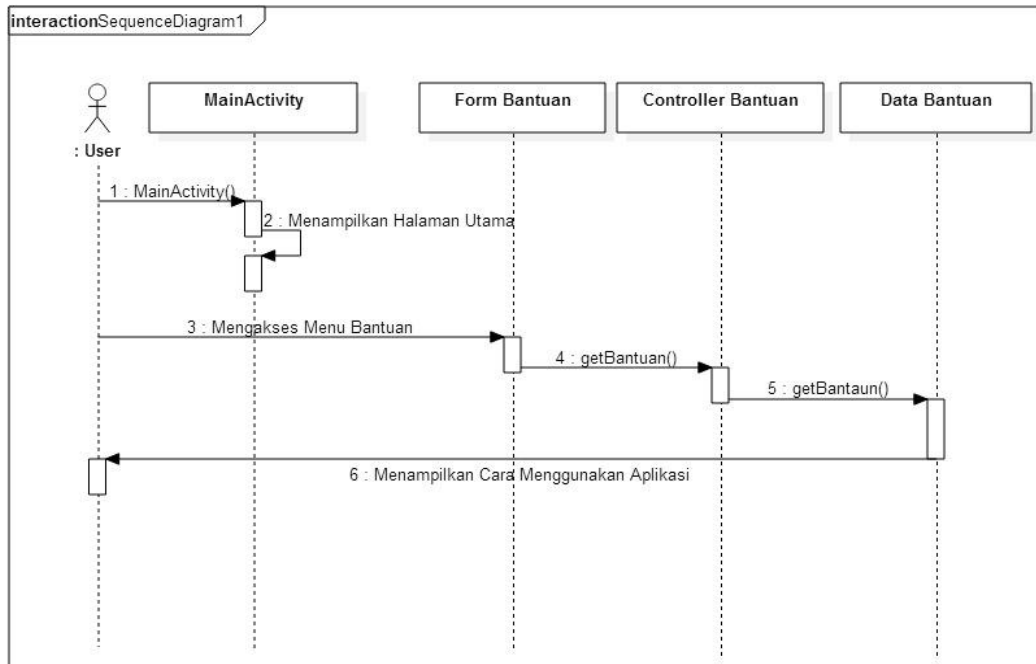 interactionSequenceDiagram1
MainActivity
Form Bantuan
Controller Bantuan
Data Bantuan
: User
1 : MainActivity()
2 : Menampilkan Halaman Utama
3 : Mengakses Menu Bantuan
4 : getBantuan()
5 : getBantaun()
6 : Menampilkan Cara Menggunakan Aplikasi